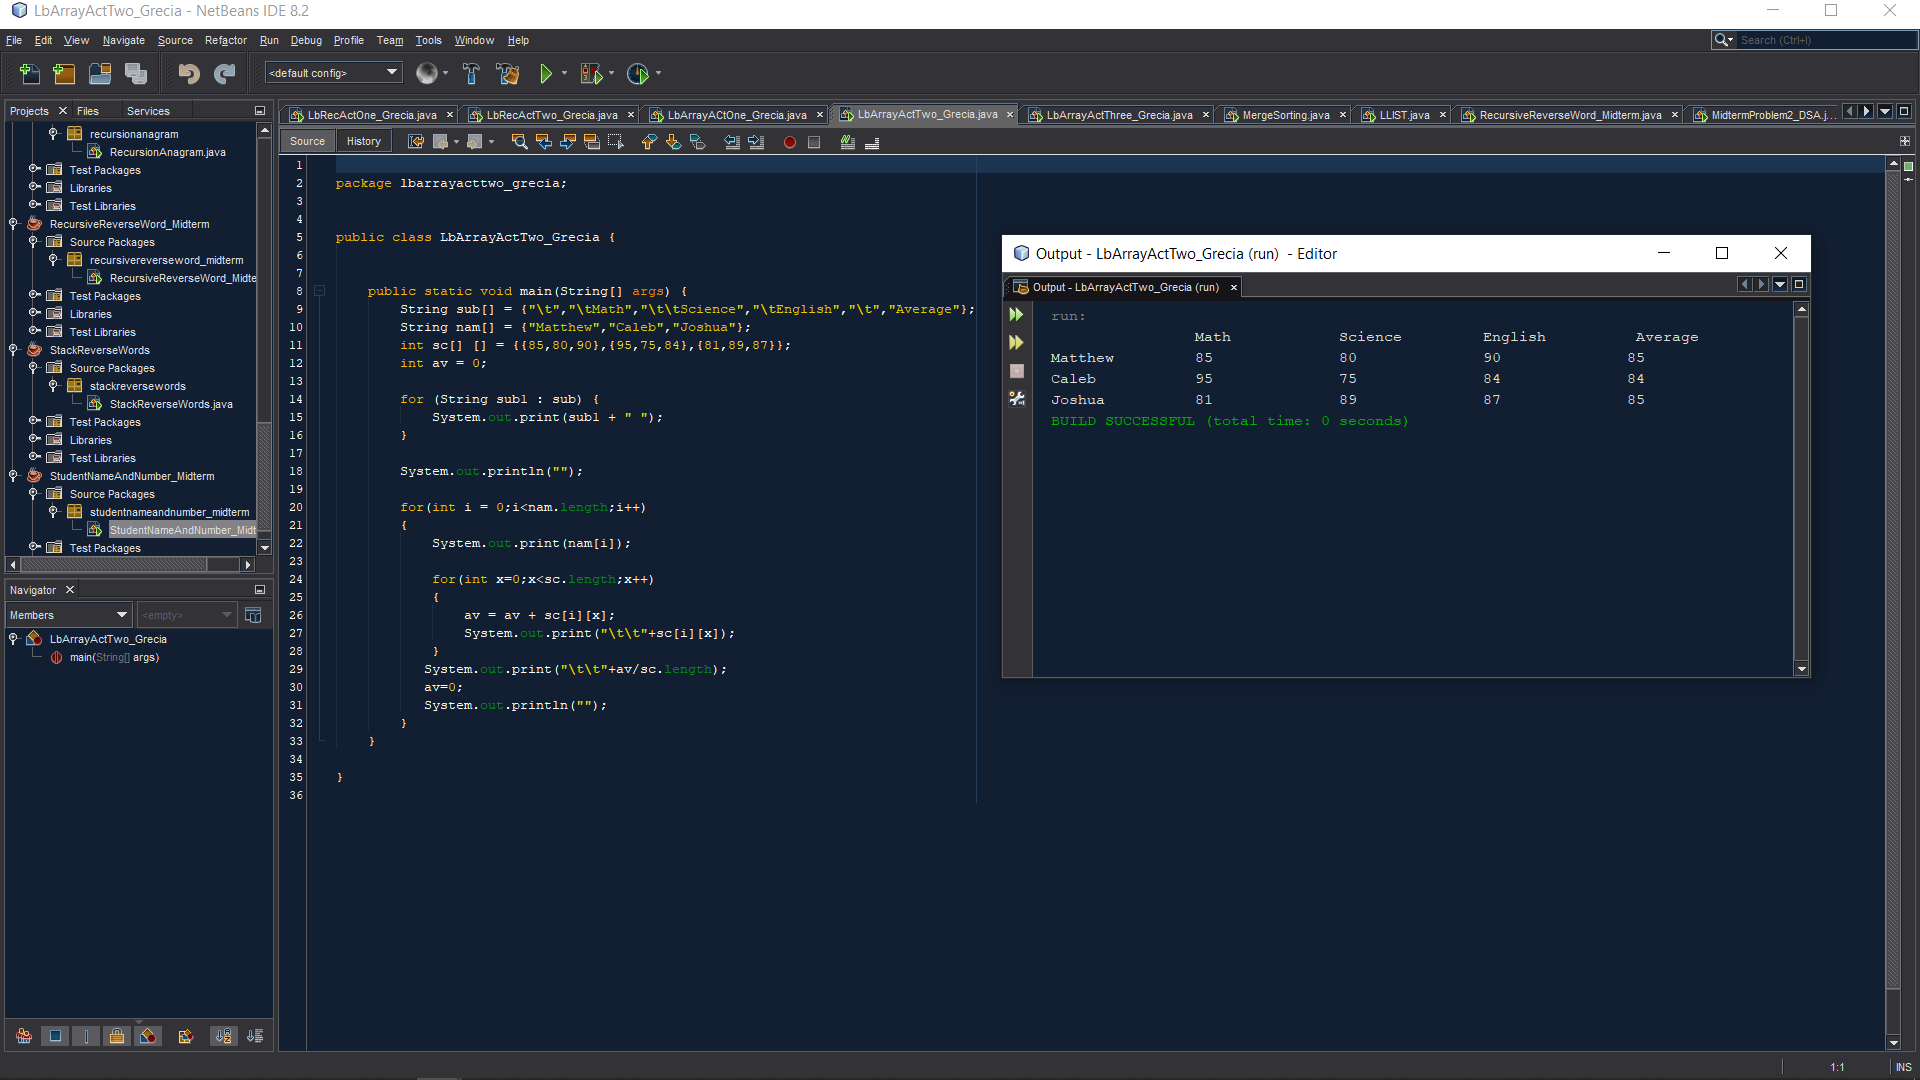 LbArrayActTwo_Grecia - NetBeans IDE 8.2
File Edit View Navigate Source Refactor Run Debug Profile Team Tools Window Help
Search (Ctrl+I)
<default config>
Projects Files Services
recursionanagram
RecursionAnagram.java
Test Packages
Libraries
Test Libraries
RecursiveReverseWord_Midterm
Source Packages
recursivereverseword_midterm
RecursiveReverseWord_Midte
Test Packages
Libraries
Test Libraries
StackReverseWords
Source Packages
stackreversewords
StackReverseWords.java
Test Packages
Libraries
Test Libraries
StudentNameAndNumber_Midterm
Source Packages
studentnameandnumber_midterm
StudentNameAndNumber_Midt
Test Packages
Navigator
Members <empty>
LbArrayActTwo_Grecia
main(String[] args)
LbRecActOne_Grecia.java LbRecActTwo_Grecia.java LbArrayACtOne_Grecia.java LbArrayActTwo_Grecia.java LbArrayActThree_Grecia.java MergeSorting.java LLIST.java RecursiveReverseWord_Midterm.java MidtermProblem2_DSA.j...
Source History
1
2 package lbarrayacttwo_grecia;
3
4
5 public class LbArrayActTwo_Grecia {
6
7
8 public static void main(String[] args) {
9 String sub[] = {"\t","\tMath","\t\tScience","\tEnglish","\t","Average"};
10 String nam[] = {"Matthew","Caleb","Joshua"};
11 int sc[] [] = {{85,80,90},{95,75,84},{81,89,87}};
12 int av = 0;
13
14 for (String sub1 : sub) {
15 System.out.print(sub1 + " ");
16 }
17
18 System.out.println("");
19
20 for(int i = 0;i<nam.length;i++)
21 {
22 System.out.print(nam[i]);
23
24 for(int x=0;x<sc.length;x++)
25 {
26 av = av + sc[i][x];
27 System.out.print("\t\t"+sc[i][x]);
28 }
29 System.out.print("\t\t"+av/sc.length);
30 av=0;
31 System.out.println("");
32 }
33 }
34
35 }
36
Output - LbArrayActTwo_Grecia (run) - Editor
Output - LbArrayActTwo_Grecia (run)
run:
Math Science English Average
Matthew 85 80 90 85
Caleb 95 75 84 84
Joshua 81 89 87 85
BUILD SUCCESSFUL (total time: 0 seconds)
1:1 INS